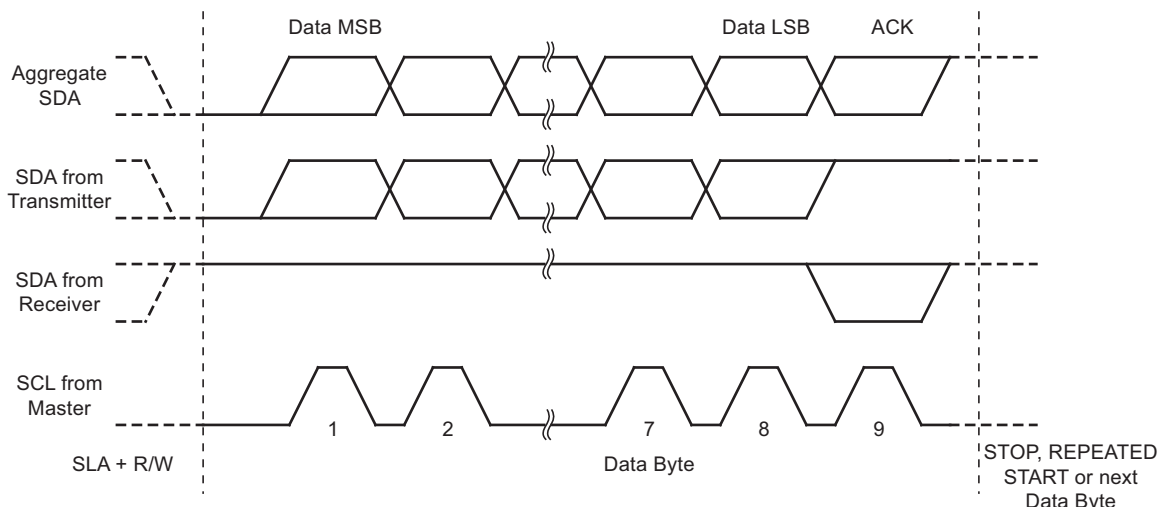 Data MSB
Data LSB
ACK
Aggregate
SDA
SDA from
Transmitter
SDA from
Receiver
SCL from
Master
1
2
7
8
9
SLA + R/W
Data Byte
STOP, REPEATED
START or next
Data Byte